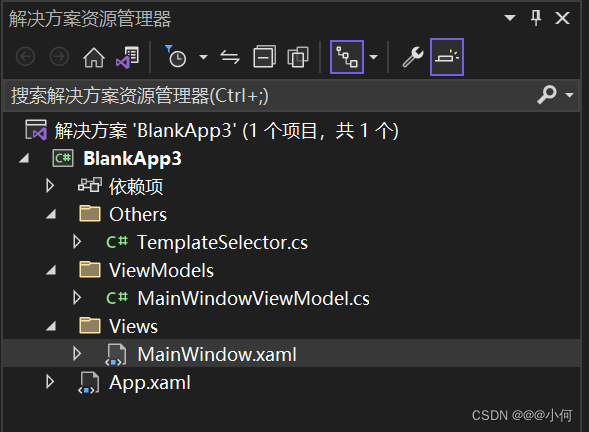 解决方案资源管理器
搜索解决方案资源管理器(Ctrl+;)
解决方案 'BlankApp3' (1 个项目，共 1 个)
BlankApp3
依赖项
Others
C# TemplateSelector.cs
ViewModels
C# MainWindowViewModel.cs
Views
MainWindow.xaml
App.xaml
CSDN @@@小何